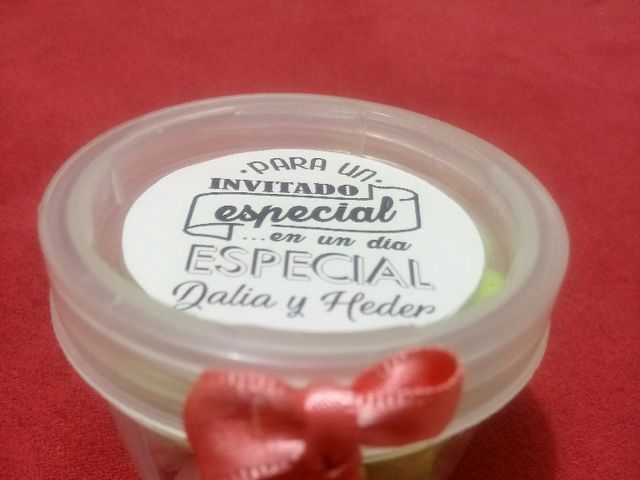 ·PARA UN·
INVITADO
especial
...en un día
ESPECIAL
Dalia y Heder